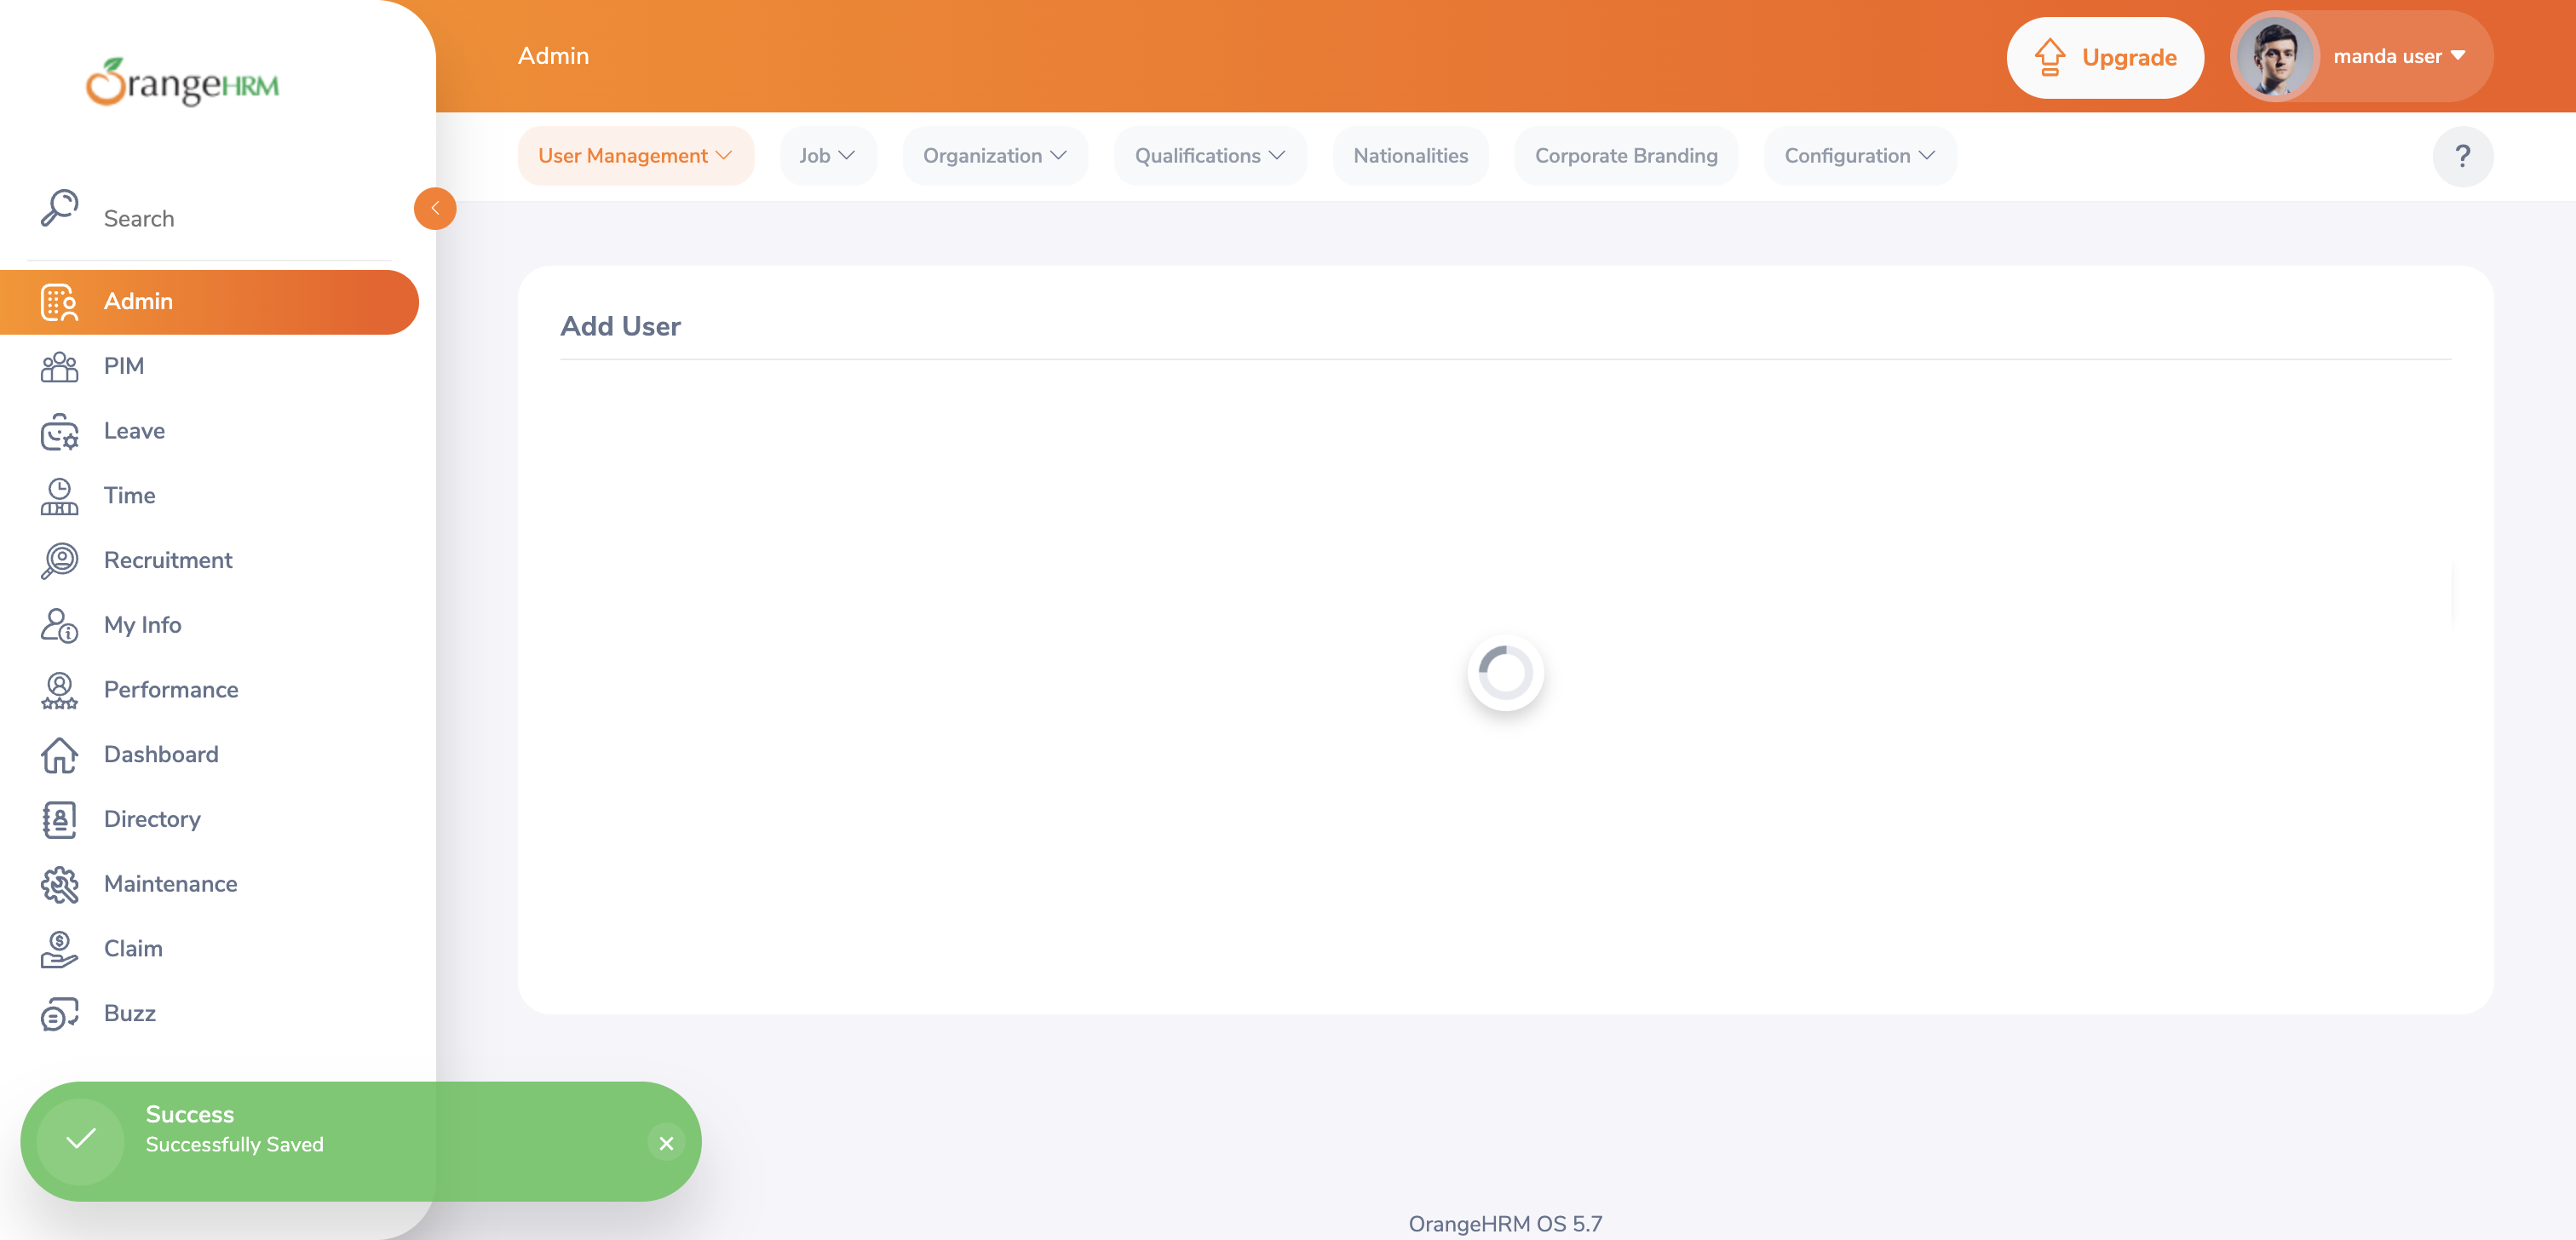 OrangeHRM
Search
Admin
PIM
Leave
Time
Recruitment
My Info
Performance
Dashboard
Directory
Maintenance
Claim
Buzz
Admin
Upgrade
manda user
User Management
Job
Organization
Qualifications
Nationalities
Corporate Branding
Configuration
?
Add User
Success
Successfully Saved
OrangeHRM OS 5.7